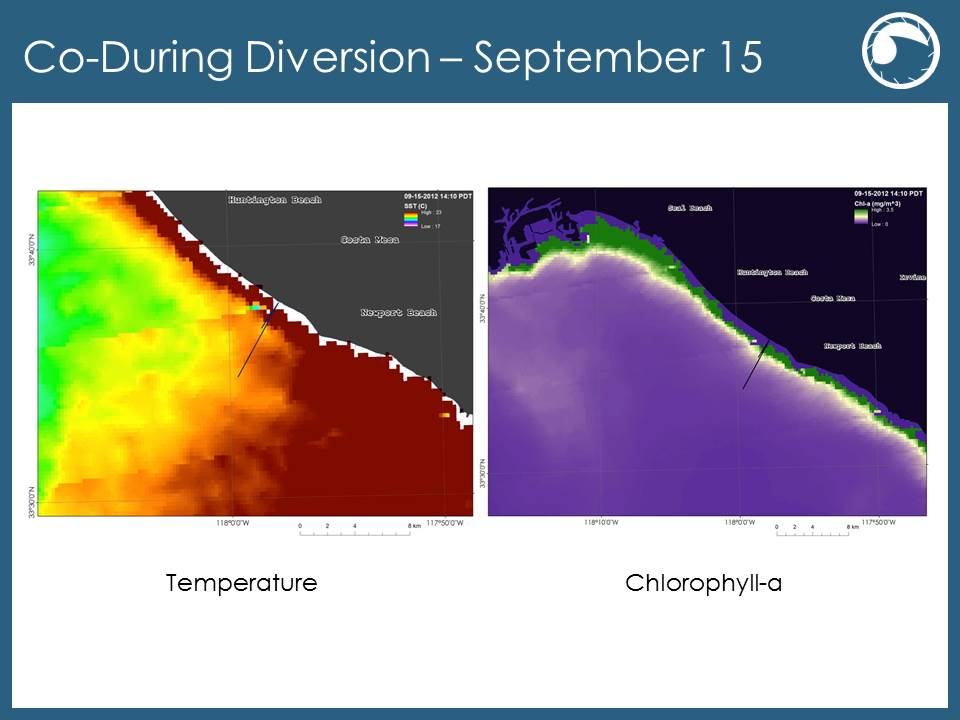 Co-During Diversion – September 15
Huntington Beach
09-15-2012 14:10 PDT
SST (C)
High : 23
Low : 17
Costa Mesa
Newport Beach
33°40'0"N
33°30'0"N
118°0'0"W
117°50'0"W
0 2 4 8 km
Temperature
09-15-2012 14:10 PDT
Chl-a (mg/m^3)
High : 3.5
Low : 0
Seal Beach
Huntington Beach
Irvine
Costa Mesa
Newport Beach
33°40'0"N
33°30'0"N
118°10'0"W
118°0'0"W
117°50'0"W
0 2 4 8 km
Chlorophyll-a